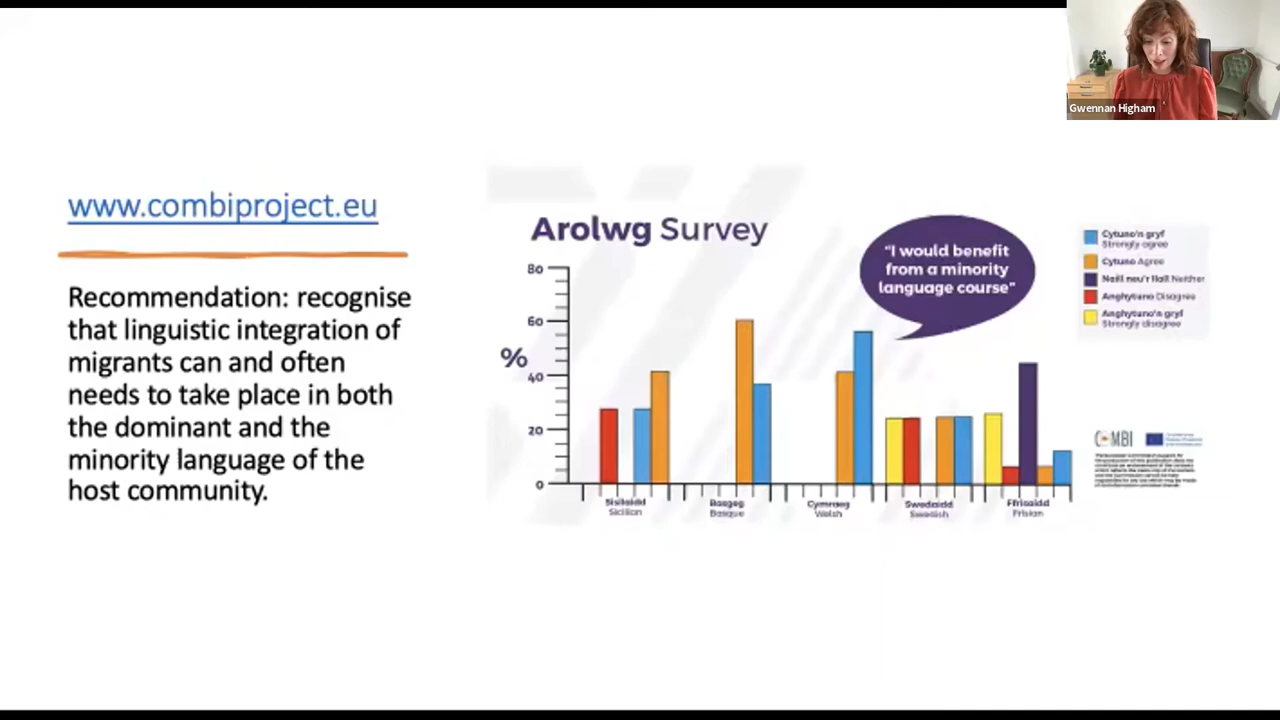 Gwennan Higham
www.combiproject.eu
Recommendation: recognise
that linguistic integration of
migrants can and often
needs to take place in both
the dominant and the
minority language of the
host community.
Arolwg Survey
"I would benefit
from a minority
language course"
Cytuno'n gryf
Strongly agree
Cytuno Agree
Naill neu'r llall Neither
Anghytuno Disagree
Anghytuno'n gryf
Strongly disagree
%
80
60
40
20
0
Sisilaidd
Sicilian
Basgeg
Basque
Cymraeg
Welsh
Swedaidd
Swedish
Ffrisaidd
Frisian
COMBI